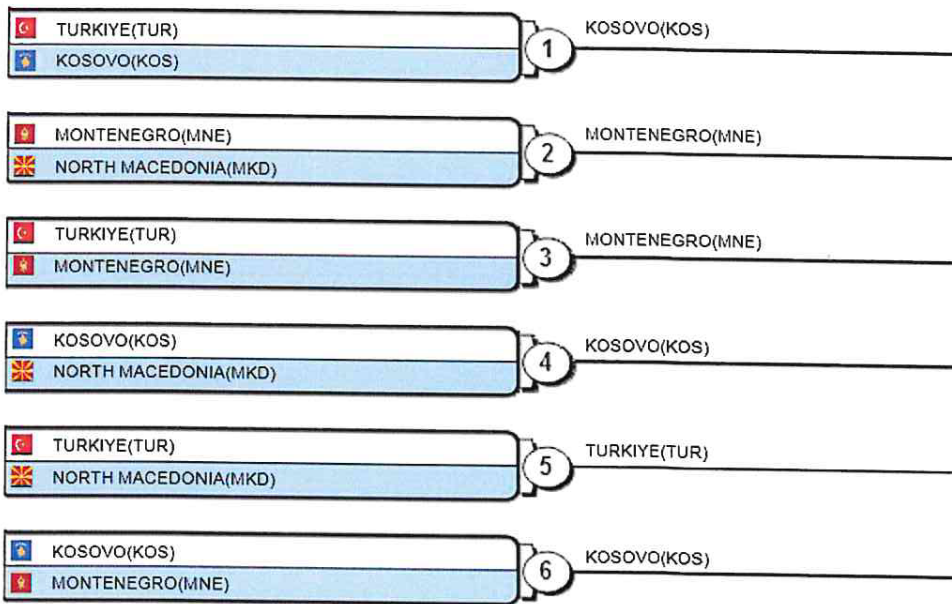 TURKIYE(TUR)
KOSOVO(KOS)
1
KOSOVO(KOS)
MONTENEGRO(MNE)
NORTH MACEDONIA(MKD)
2
MONTENEGRO(MNE)
TURKIYE(TUR)
MONTENEGRO(MNE)
3
MONTENEGRO(MNE)
KOSOVO(KOS)
NORTH MACEDONIA(MKD)
4
KOSOVO(KOS)
TURKIYE(TUR)
NORTH MACEDONIA(MKD)
5
TURKIYE(TUR)
KOSOVO(KOS)
MONTENEGRO(MNE)
6
KOSOVO(KOS)